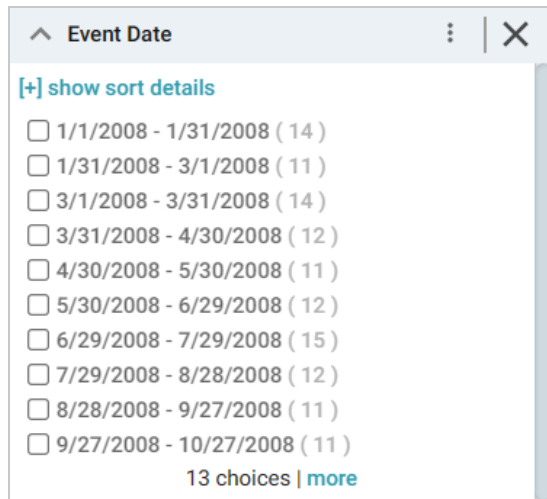 Event Date
[+] show sort details
1/1/2008 - 1/31/2008 ( 14 )
1/31/2008 - 3/1/2008 ( 11 )
3/1/2008 - 3/31/2008 ( 14 )
3/31/2008 - 4/30/2008 ( 12 )
4/30/2008 - 5/30/2008 ( 11 )
5/30/2008 - 6/29/2008 ( 12 )
6/29/2008 - 7/29/2008 ( 15 )
7/29/2008 - 8/28/2008 ( 12 )
8/28/2008 - 9/27/2008 ( 11 )
9/27/2008 - 10/27/2008 ( 11 )
13 choices | more